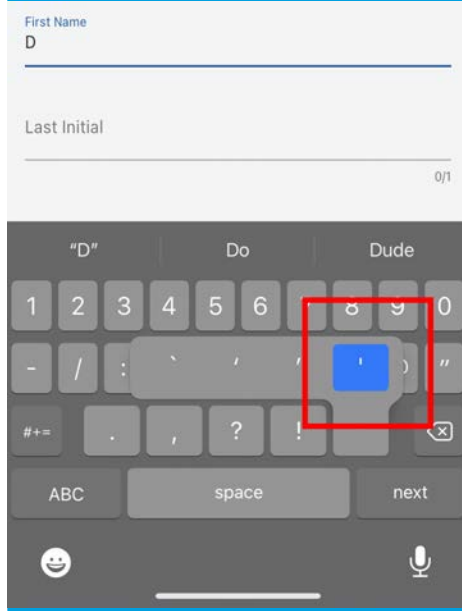 First Name
D
Last Initial
0/1
"D" Do Dude
1 2 3 4 5 6 8 9 0
- / : ` ‘ ’ ' "
#+= . , ? !
ABC space next